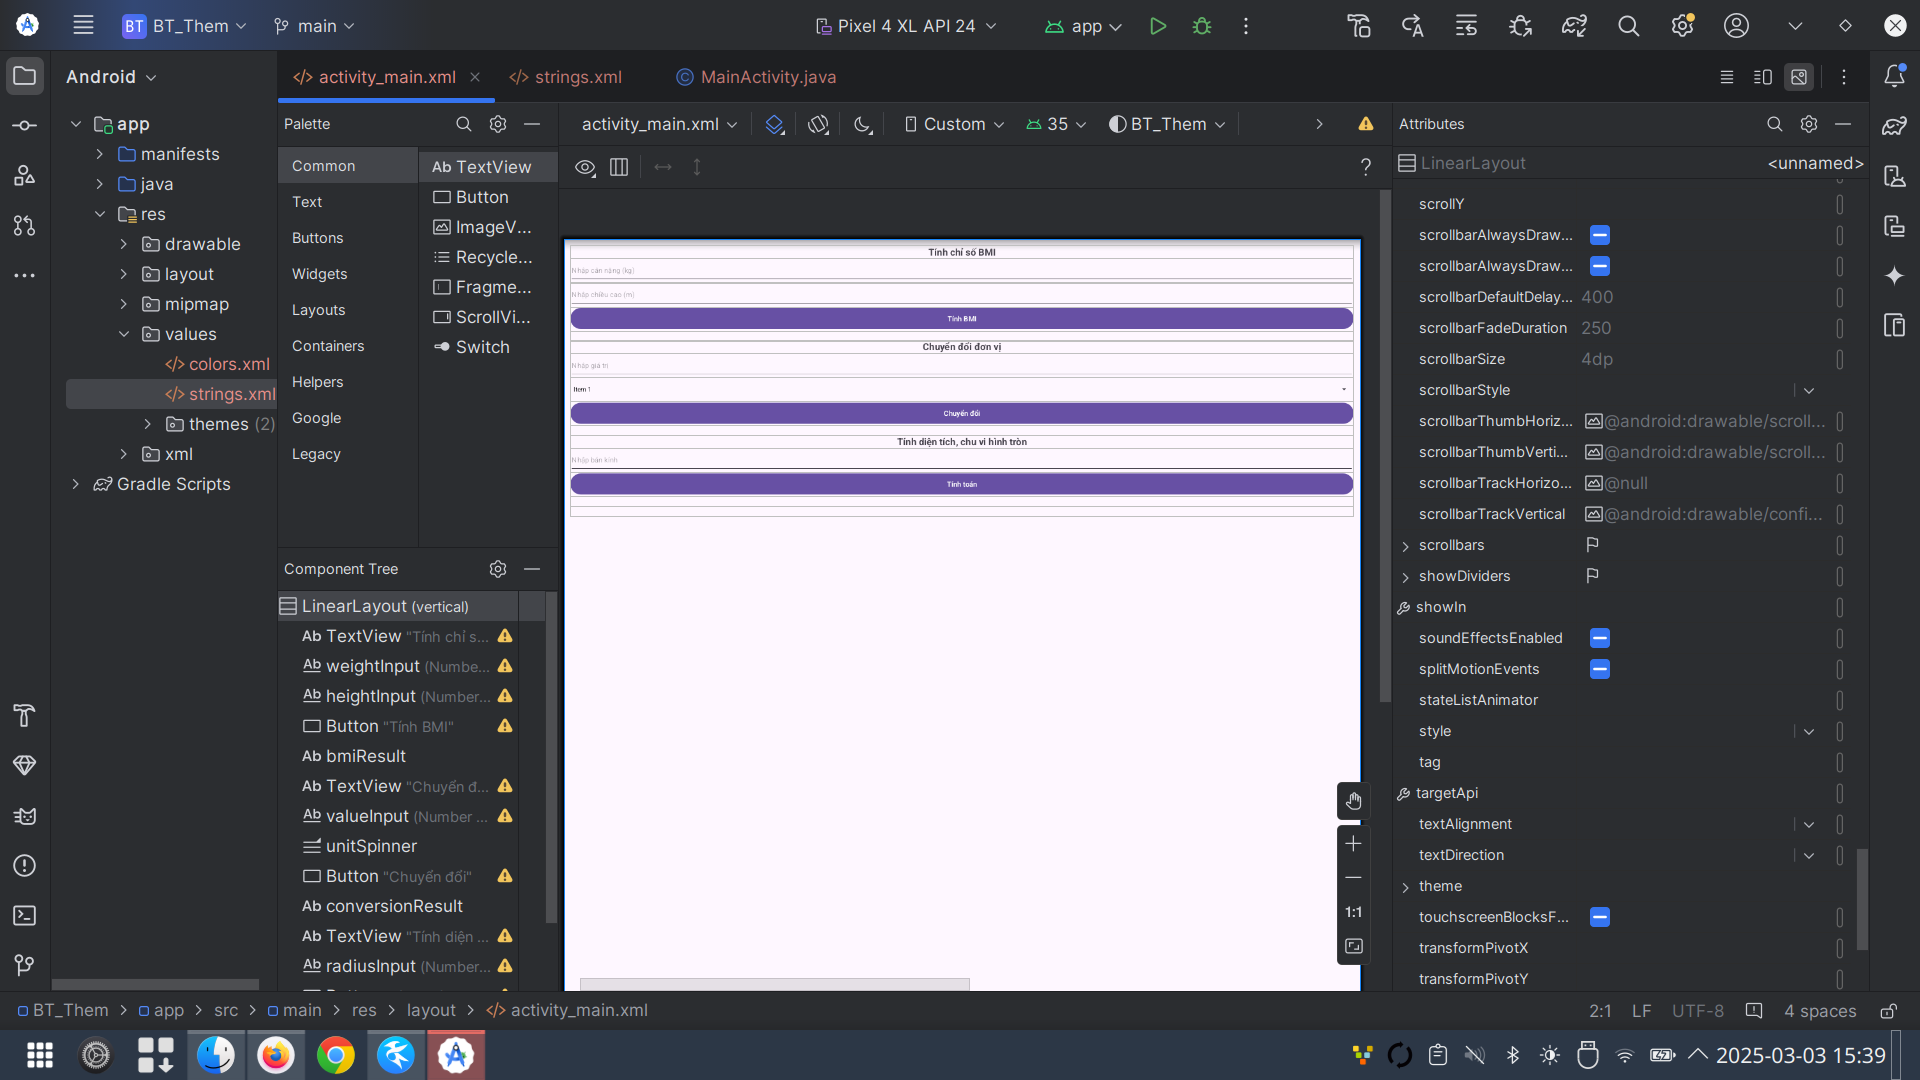 BT BT_Them main Pixel 4 XL API 24 app
Android
activity_main.xml strings.xml MainActivity.java
app
manifests
java
res
drawable
layout
mipmap
values
colors.xml
strings.xml
themes (2)
xml
Gradle Scripts
Palette
Common
Text
Buttons
Widgets
Layouts
Containers
Helpers
Google
Legacy
Ab TextView
Button
ImageV...
Recycle...
Fragme...
ScrollVi...
Switch
Component Tree
LinearLayout (vertical)
Ab TextView "Tính chỉ s...
Ab weightInput (Numbe...
Ab heightInput (Number...
Button "Tính BMI"
Ab bmiResult
Ab TextView "Chuyển đ...
Ab valueInput (Number ...
unitSpinner
Button "Chuyển đổi"
Ab conversionResult
Ab TextView "Tính diện ...
Ab radiusInput (Number...
activity_main.xml Custom 35 BT_Them
?
Tính chỉ số BMI
Nhập cân nặng (kg)
Nhập chiều cao (m)
Tính BMI
Chuyển đổi đơn vị
Nhập giá trị
Item 1
Chuyển đổi
Tính diện tích, chu vi hình tròn
Nhập bán kính
Tính toán
1:1
Attributes
LinearLayout <unnamed>
scrollY
scrollbarAlwaysDraw...
scrollbarAlwaysDraw...
scrollbarDefaultDelay... 400
scrollbarFadeDuration 250
scrollbarSize 4dp
scrollbarStyle
scrollbarThumbHoriz... @android:drawable/scroll...
scrollbarThumbVerti... @android:drawable/scroll...
scrollbarTrackHorizo... @null
scrollbarTrackVertical @android:drawable/confi...
scrollbars
showDividers
showIn
soundEffectsEnabled
splitMotionEvents
stateListAnimator
style
tag
targetApi
textAlignment
textDirection
theme
touchscreenBlocksF...
transformPivotX
transformPivotY
BT_Them app src main res layout activity_main.xml 2:1 LF UTF-8 4 spaces
2025-03-03 15:39